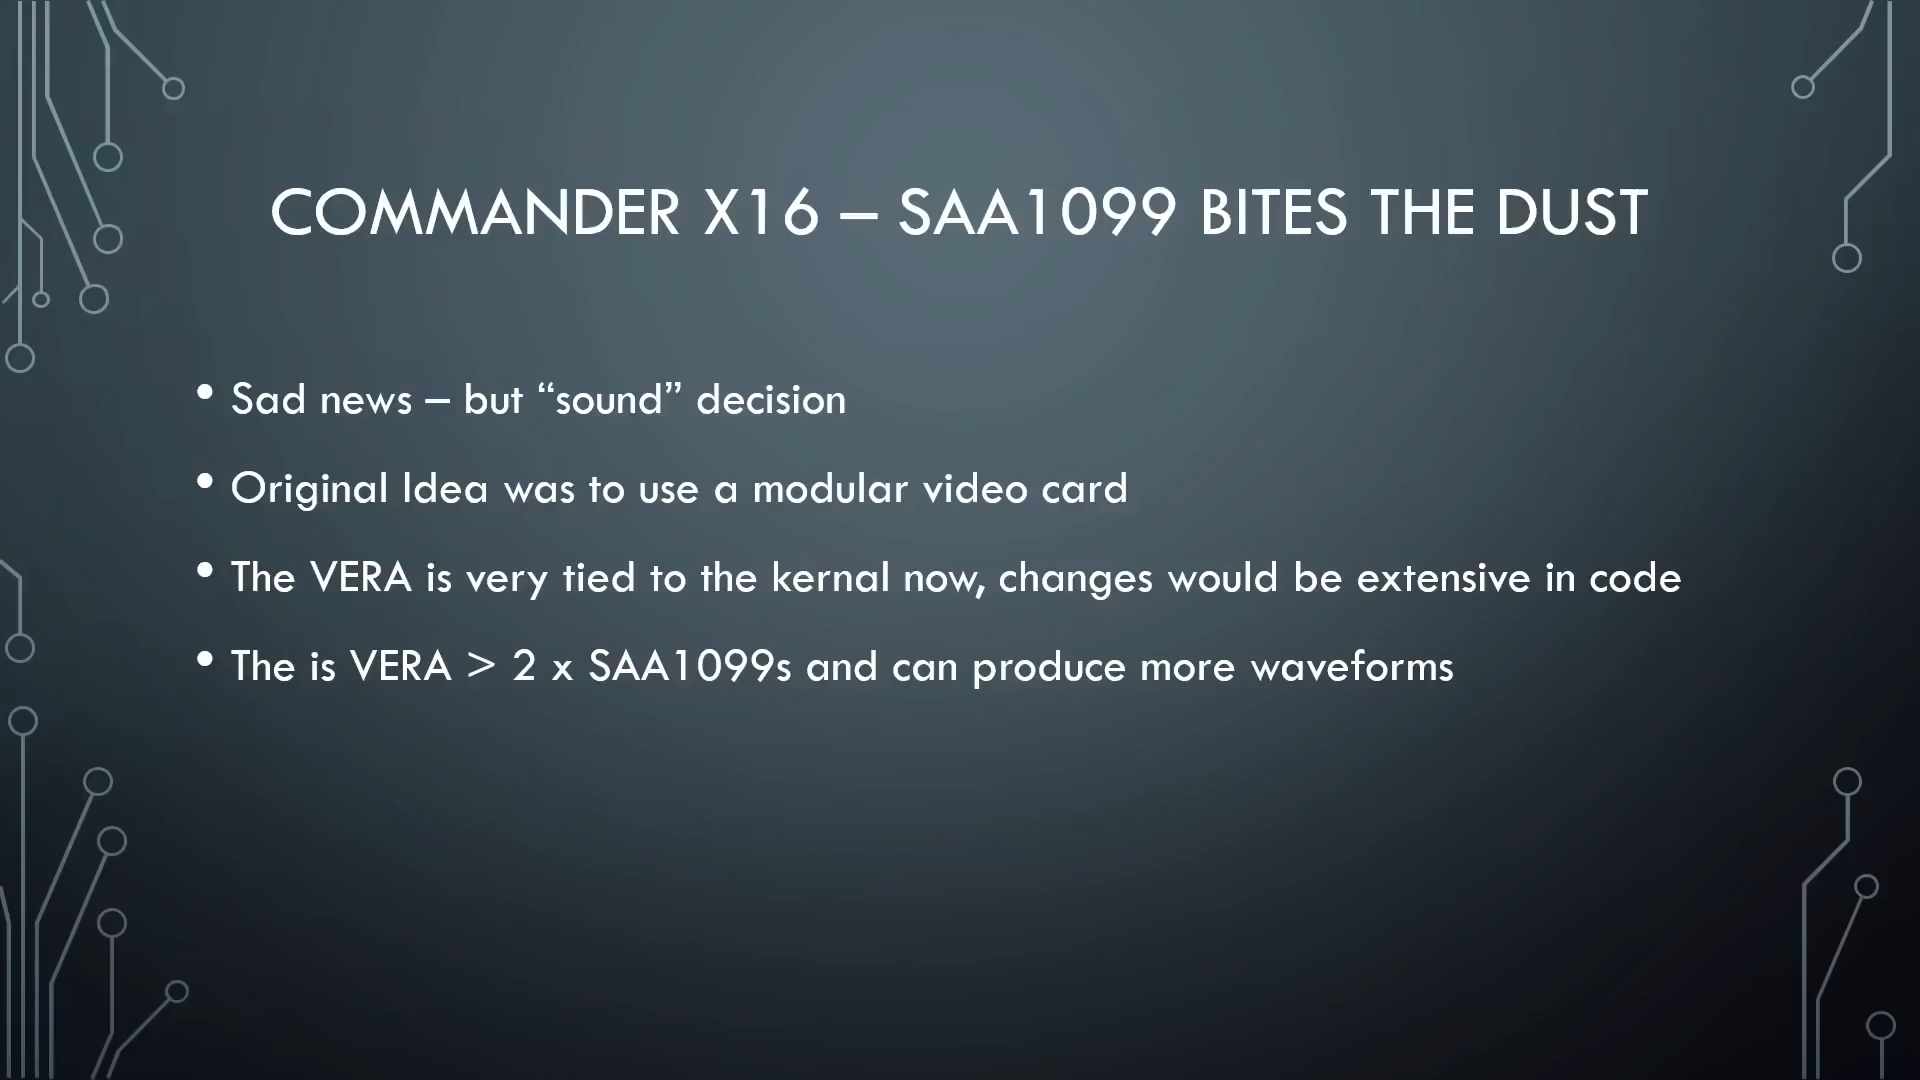 COMMANDER X16 – SAA1099 BITES THE DUST
• Sad news – but “sound” decision
• Original Idea was to use a modular video card
• The VERA is very tied to the kernal now, changes would be extensive in code
• The is VERA > 2 x SAA1099s and can produce more waveforms